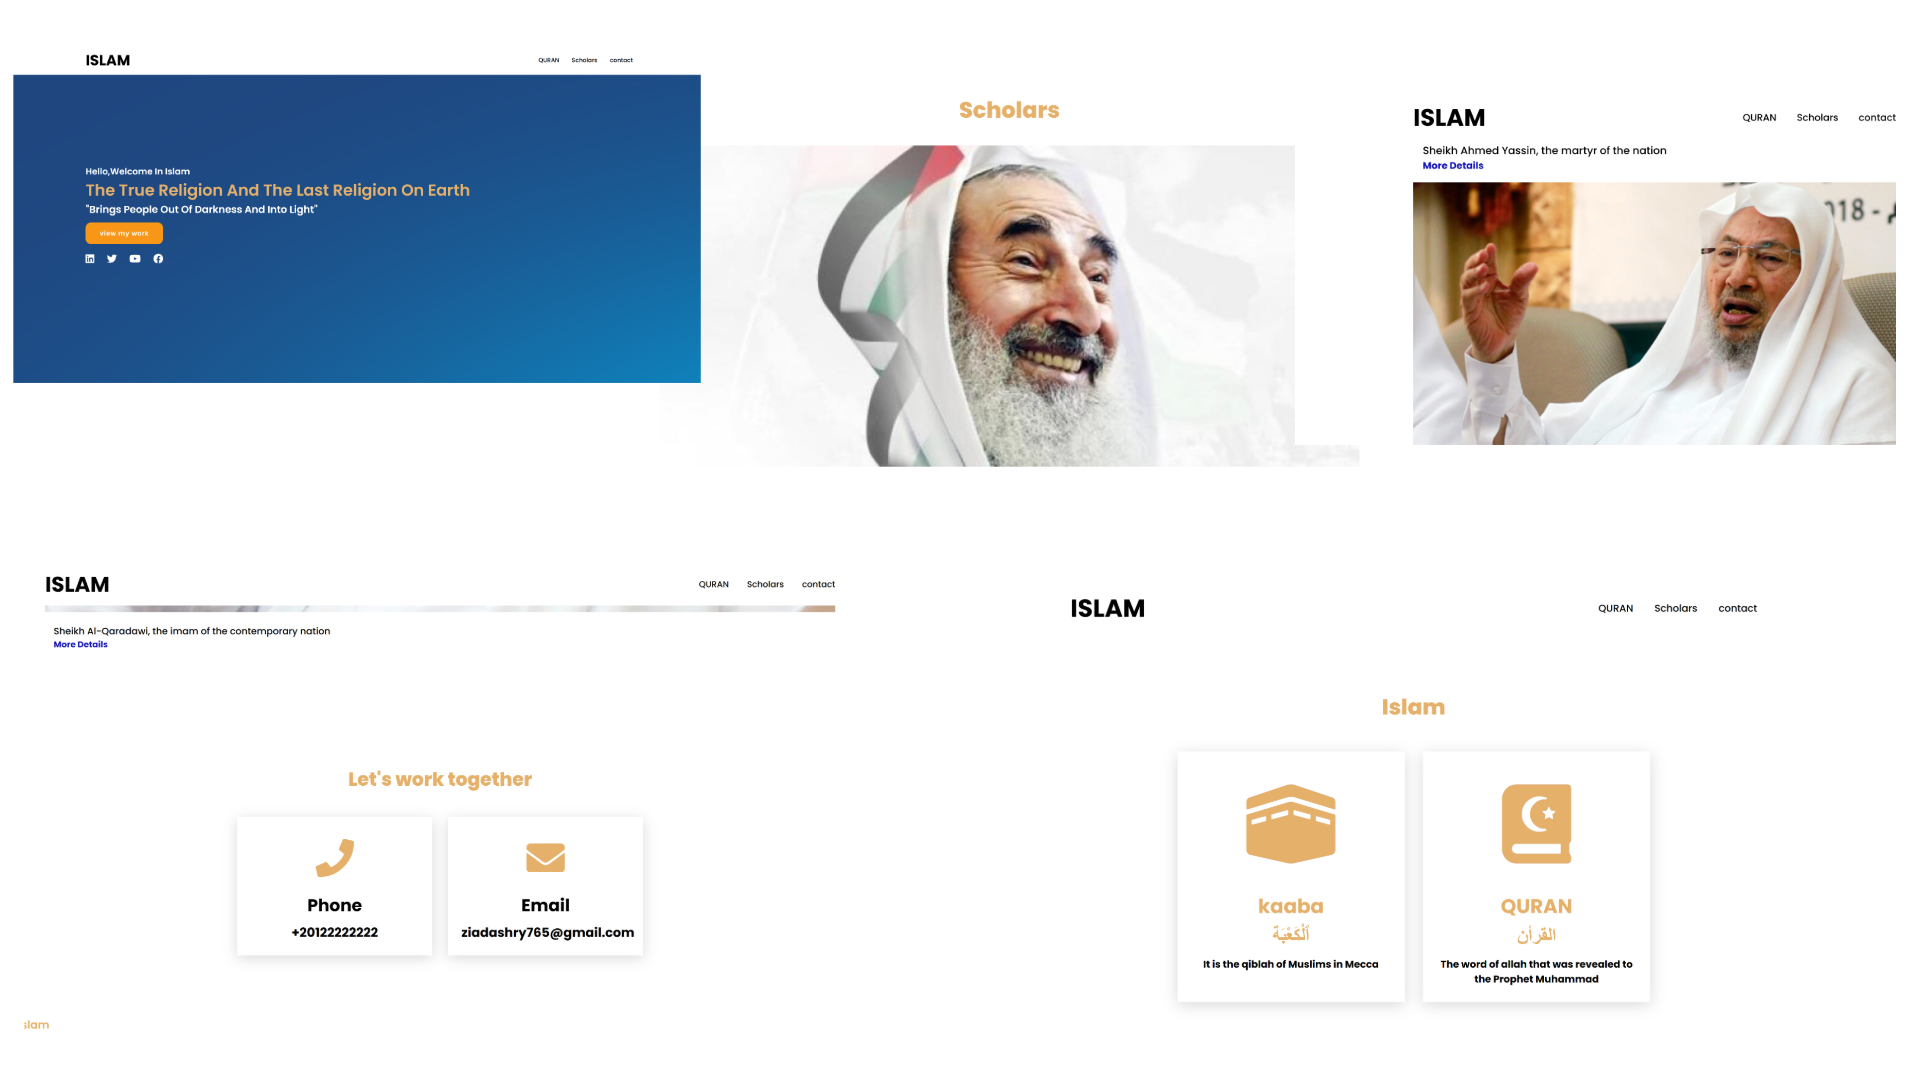 ISLAM
QURAN Scholars contact
Hello,Welcome In Islam
The True Religion And The Last Religion On Earth
"Brings People Out Of Darkness And Into Light"
view my work
Scholars
ISLAM
QURAN Scholars contact
Sheikh Ahmed Yassin, the martyr of the nation
More Details
018 -
ISLAM
QURAN Scholars contact
Sheikh Al-Qaradawi, the imam of the contemporary nation
More Details
Let's work together
Phone
+20122222222
Email
ziadashry765@gmail.com
slam
ISLAM
QURAN Scholars contact
Islam
kaaba
ٱلْكَعْبَة
It is the qiblah of Muslims in Mecca
QURAN
القرآن
The word of allah that was revealed to
the Prophet Muhammad